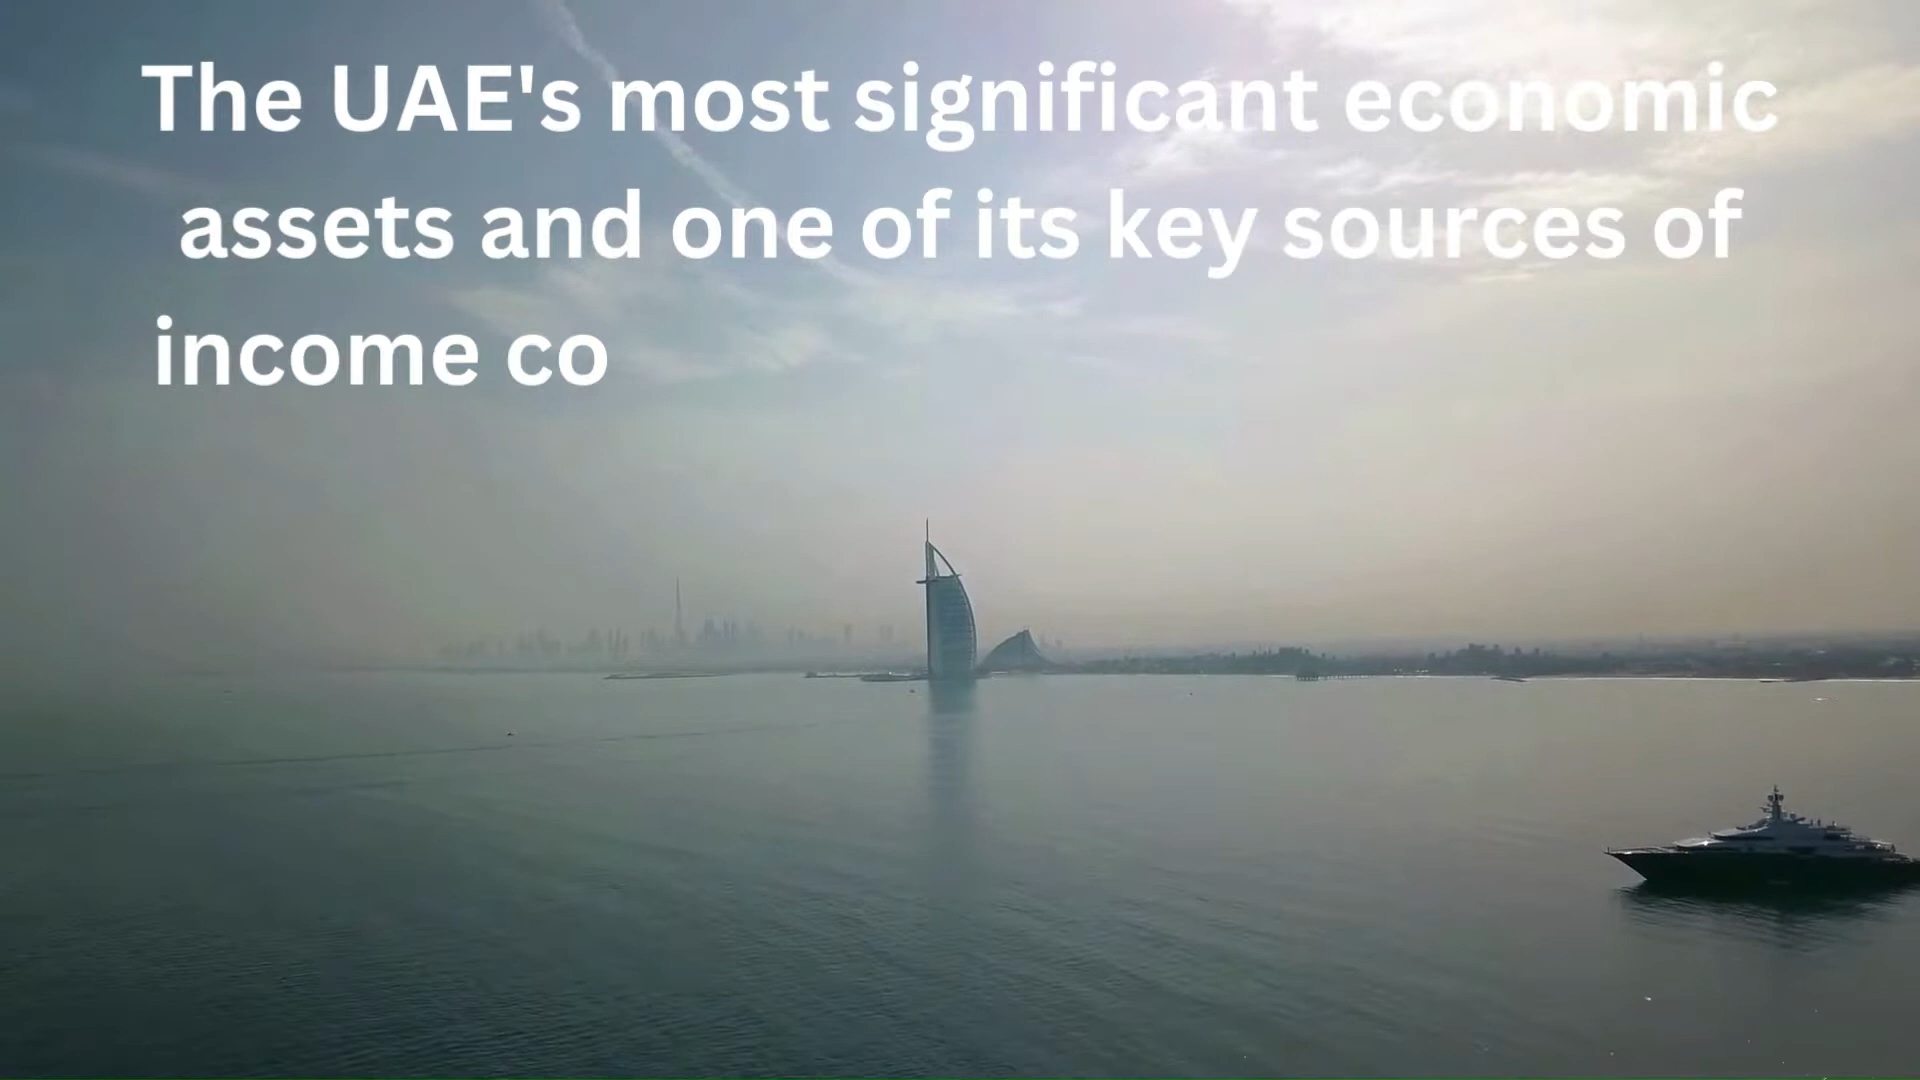 The UAE's most significant economic
assets and one of its key sources of
income co